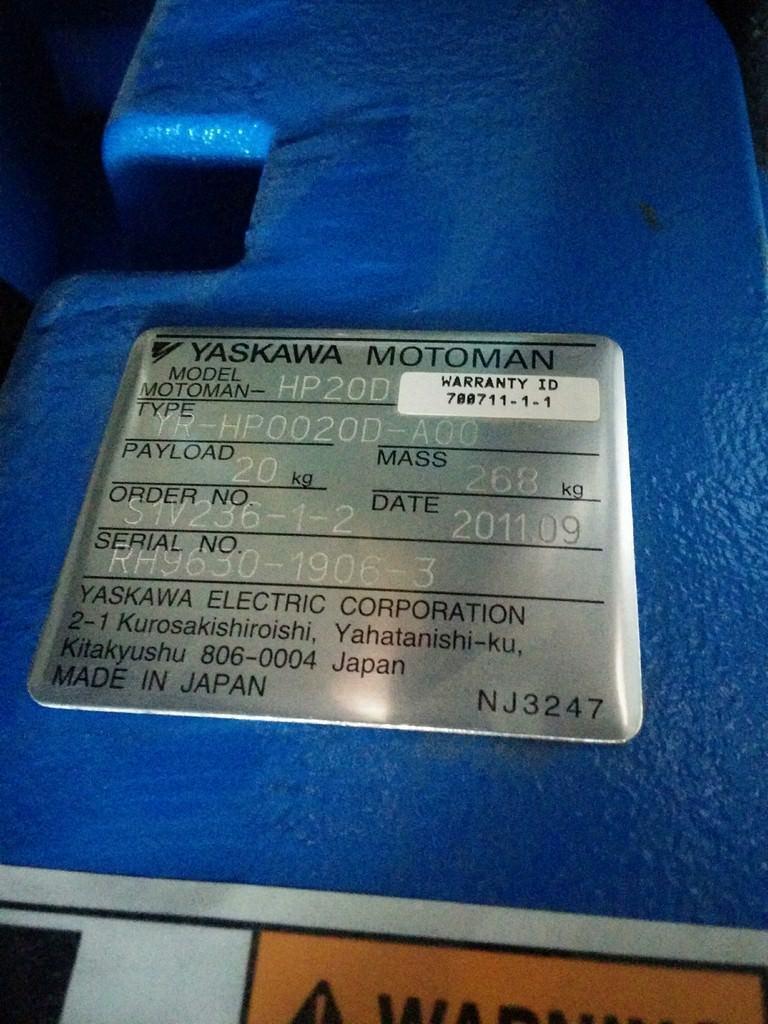 YASKAWA MOTOMAN
MODEL
MOTOMAN- HP20D
WARRANTY ID
700711-1-1
TYPE
YR-HP0020D-A00
PAYLOAD 20 kg MASS 268 kg
ORDER NO. S1V236-1-2 DATE 2011.09
SERIAL NO.
RH9630-1906-3
YASKAWA ELECTRIC CORPORATION
2-1 Kurosakishiroishi, Yahatanishi-ku,
Kitakyushu 806-0004 Japan
MADE IN JAPAN
NJ3247
WARNING